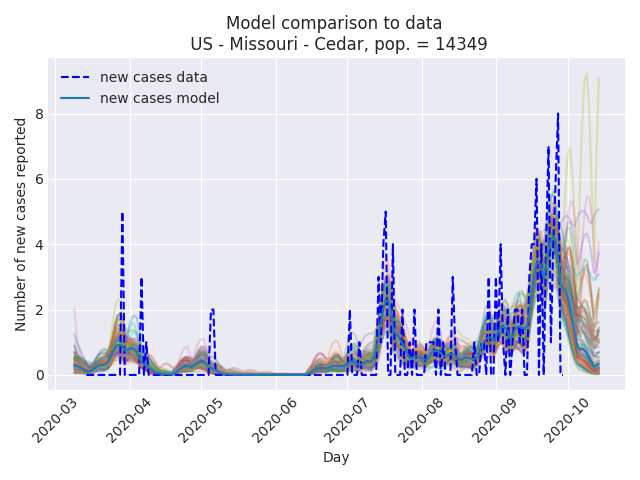 Model comparison to data
US - Missouri - Cedar, pop. = 14349
new cases data
new cases model
Number of new cases reported
8
6
4
2
0
2020-03
2020-04
2020-05
2020-06
2020-07
2020-08
2020-09
2020-10
Day